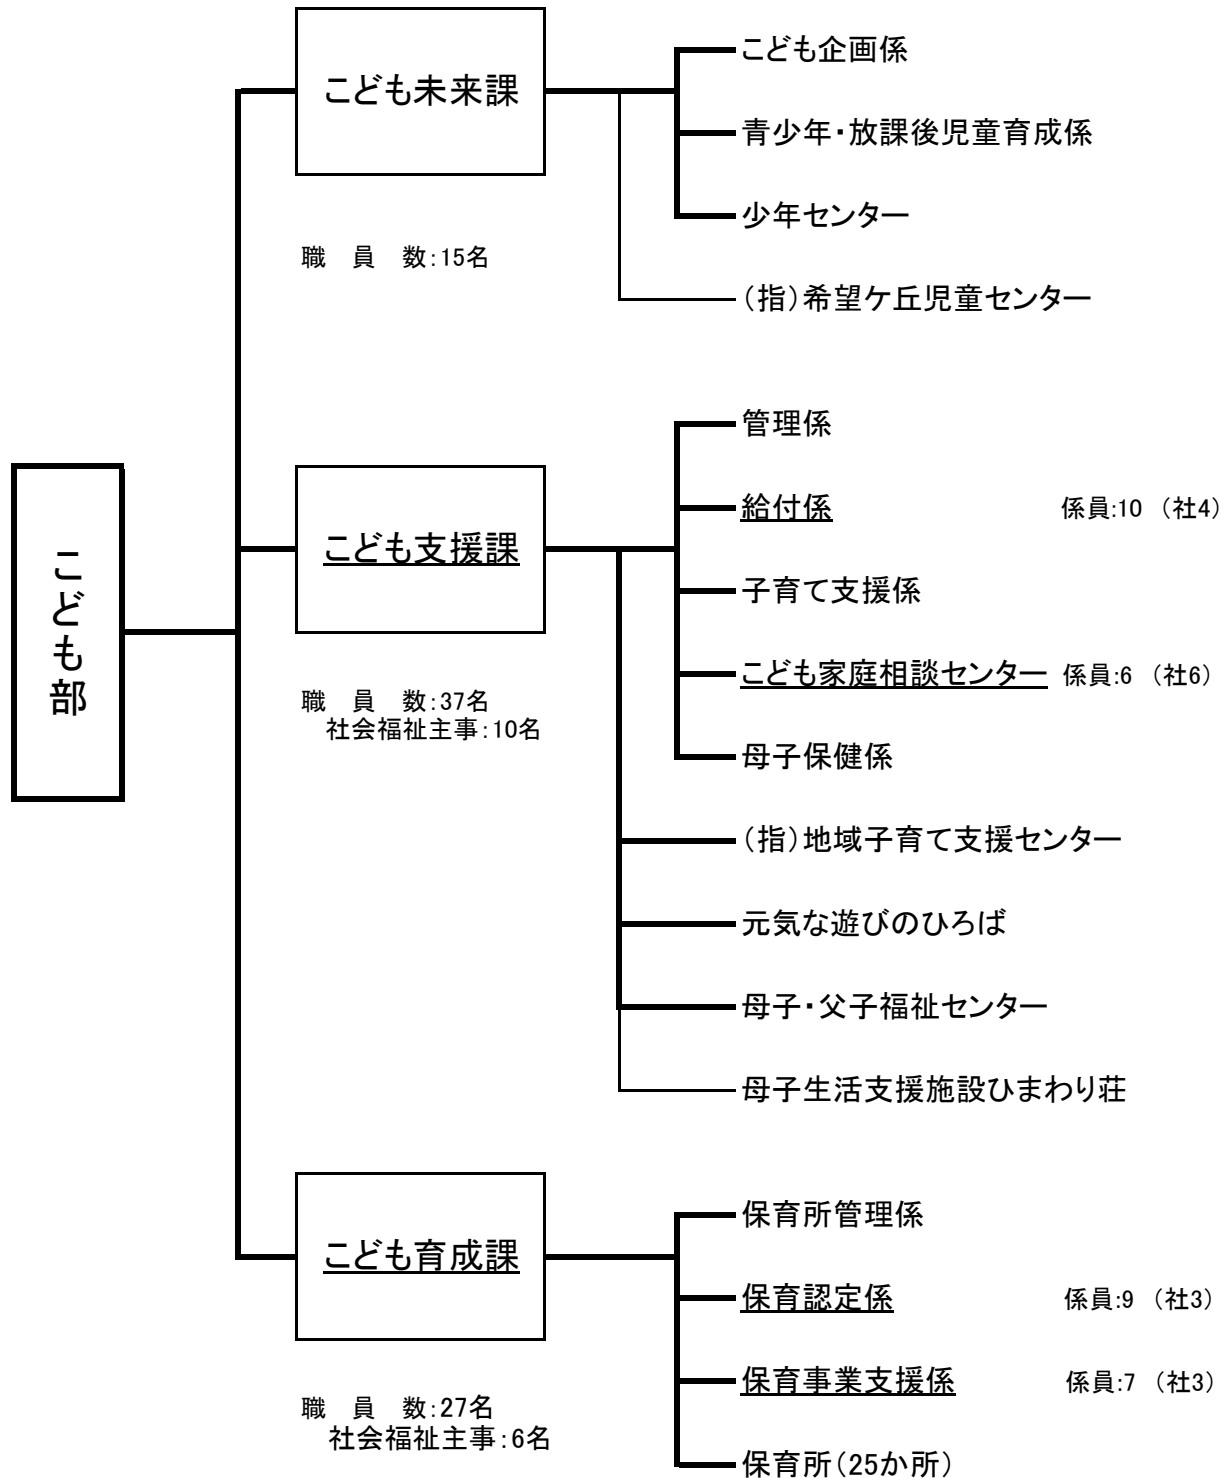 こども部
こども未来課
職　員　数：15名
こども企画係
青少年・放課後児童育成係
少年センター
（指）希望ケ丘児童センター
こども支援課
職　員　数：37名
社会福祉主事：10名
管理係
給付係　係員：10　（社4）
子育て支援係
こども家庭相談センター　係員：6　（社6）
母子保健係
（指）地域子育て支援センター
元気な遊びのひろば
母子・父子福祉センター
母子生活支援施設ひまわり荘
こども育成課
職　員　数：27名
社会福祉主事：6名
保育所管理係
保育認定係　係員：9　（社3）
保育事業支援係　係員：7　（社3）
保育所（25か所）